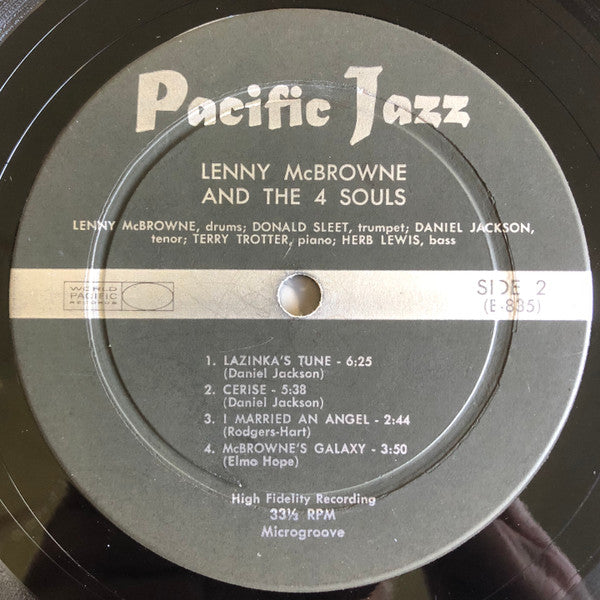 Pacific Jazz
LENNY McBROWNE
AND THE 4 SOULS
LENNY McBROWNE, drums; DONALD SLEET, trumpet; DANIEL JACKSON,
tenor; TERRY TROTTER, piano; HERB LEWIS, bass
WORLD
PACIFIC
RECORDS
SIDE 2
(E-835)
1. LAZINKA'S TUNE - 6:25
(Daniel Jackson)
2. CERISE - 5:38
(Daniel Jackson)
3. I MARRIED AN ANGEL - 2:44
(Rodgers-Hart)
4. McBROWNE'S GALAXY - 3:50
(Elmo Hope)
High Fidelity Recording
33⅓ RPM
Microgroove